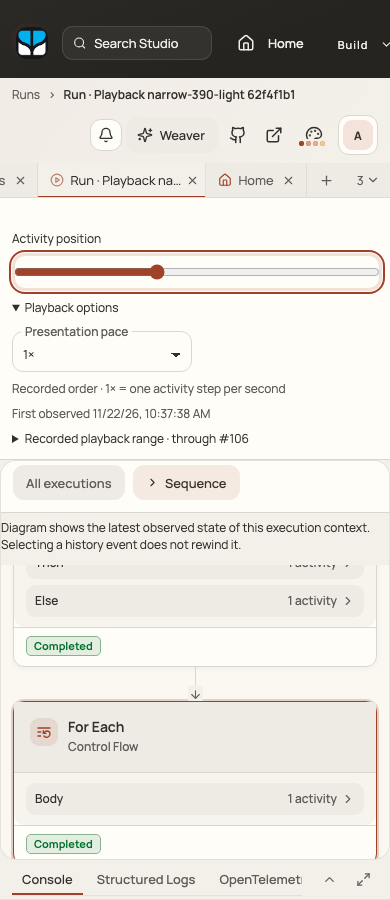 Search Studio
Home
Build
Runs › Run · Playback narrow-390-light 62f4f1b1
Weaver
A
s
Run · Playback na...
Home
3
Activity position
Playback options
Presentation pace
1×
Recorded order · 1× = one activity step per second
First observed 11/22/26, 10:37:38 AM
Recorded playback range · through #106
All executions
Sequence
Diagram shows the latest observed state of this execution context.
Selecting a history event does not rewind it.
Else 1 activity
Completed
For Each
Control Flow
Body 1 activity
Completed
Console Structured Logs OpenTelemet